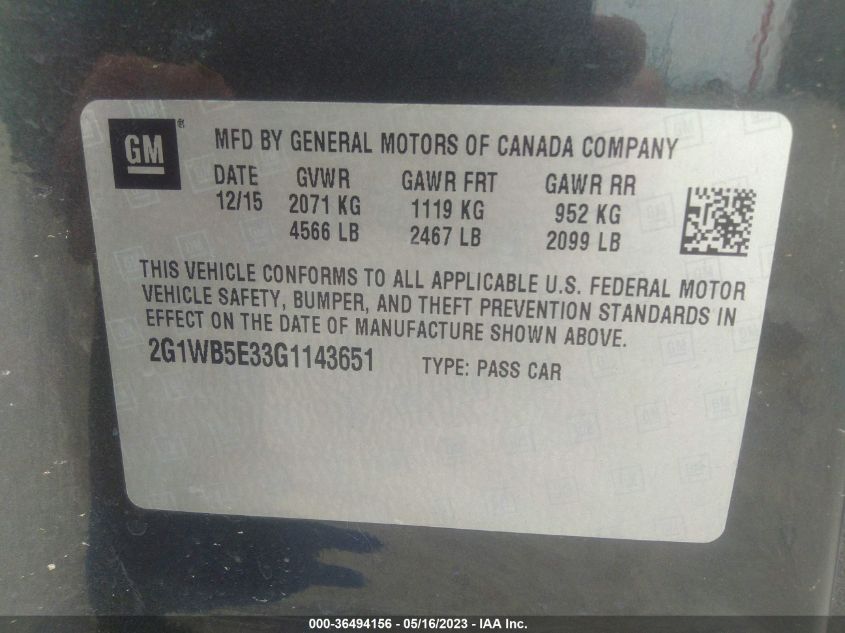 GM®
MFD BY GENERAL MOTORS OF CANADA COMPANY
DATE GVWR GAWR FRT GAWR RR
12/15 2071 KG 1119 KG 952 KG
4566 LB 2467 LB 2099 LB
THIS VEHICLE CONFORMS TO ALL APPLICABLE U.S. FEDERAL MOTOR
VEHICLE SAFETY, BUMPER, AND THEFT PREVENTION STANDARDS IN
EFFECT ON THE DATE OF MANUFACTURE SHOWN ABOVE.
2G1WB5E33G1143651 TYPE: PASS CAR
000-36494156 - 05/16/2023 - IAA Inc.